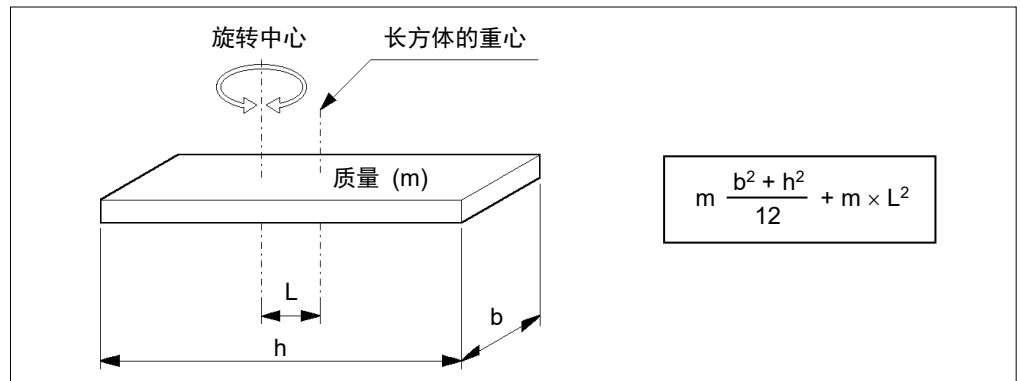 旋转中心
长方体的重心
质量 (m)
m (b² + h²)/12 + m × L²
L
b
h